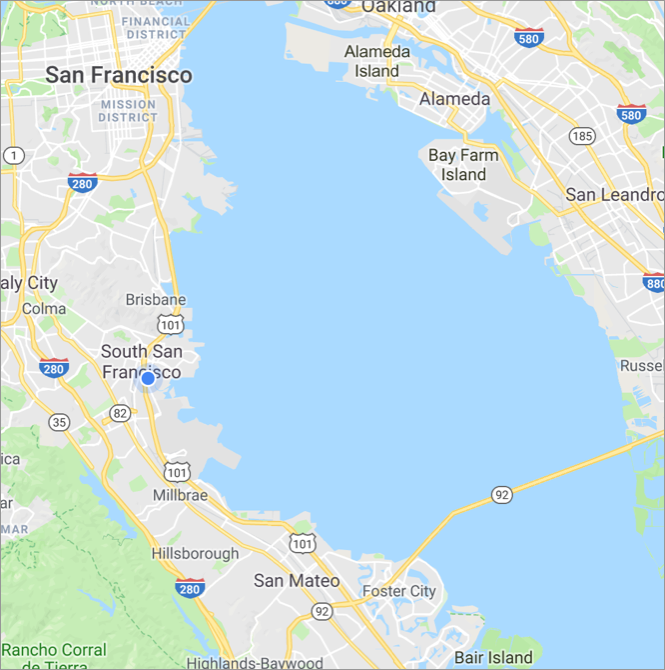 NORTH BEACH
Oakland
FINANCIAL
DISTRICT
580
Alameda
Island
San Francisco
580
MISSION
DISTRICT
Alameda
185
1
Bay Farm
Island
280
San Leandro
aly City
880
Brisbane
Colma
101
South San
Francisco
280
Russel
82
35
ica
101
92
Millbrae
ar
MAR
101
Hillsborough
San Mateo
280
Foster City
92
Rancho Corral
de Tierra
Highlands-Baywood
Bair Island